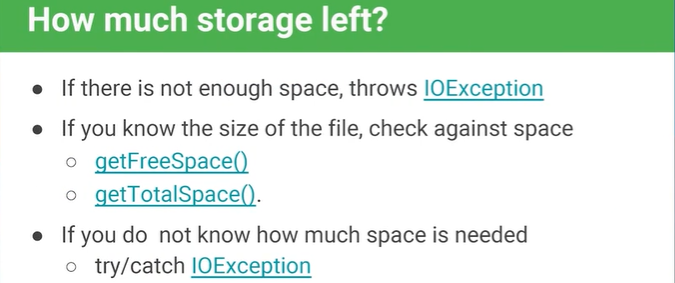 How much storage left?
● If there is not enough space, throws IOException
● If you know the size of the file, check against space
○ getFreeSpace()
○ getTotalSpace().
● If you do  not know how much space is needed
○ try/catch IOException